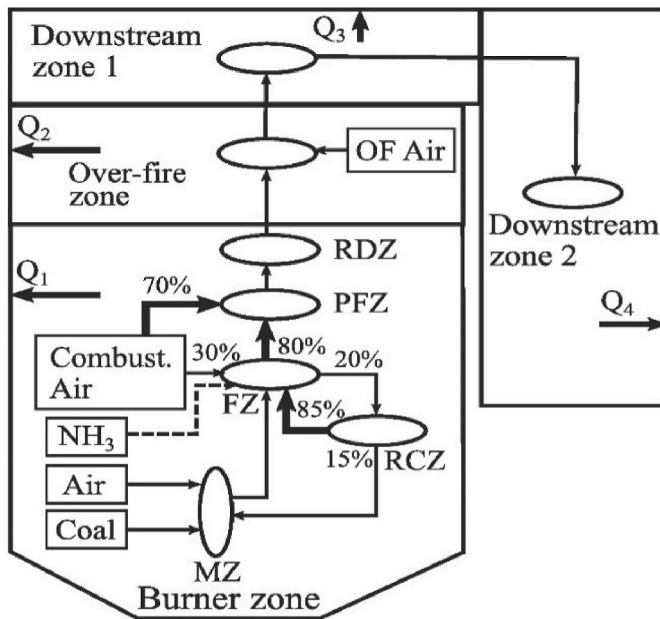 Downstream
zone 1
Q3
Q2
Over-fire
zone
OF Air
Downstream
zone 2
RDZ
Q1
70%
PFZ
Q4
Combust.
Air
30%
80%
20%
FZ
85%
NH3
15%
RCZ
Air
Coal
MZ
Burner zone